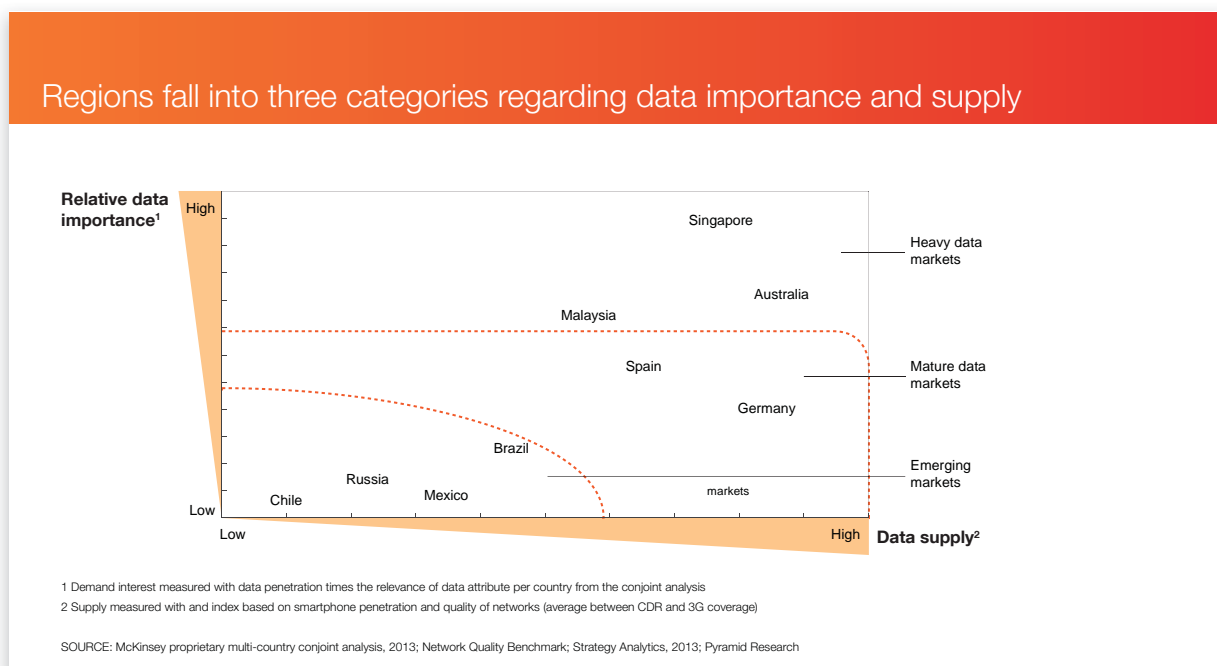 Regions fall into three categories regarding data importance and supply
Relative data
importance¹
High
Singapore
Heavy data
markets
Australia
Malaysia
Spain
Mature data
markets
Germany
Brazil
Emerging
markets
Russia
markets
Mexico
Chile
Low
Low
High
Data supply²
1 Demand interest measured with data penetration times the relevance of data attribute per country from the conjoint analysis
2 Supply measured with and index based on smartphone penetration and quality of networks (average between CDR and 3G coverage)
SOURCE: McKinsey proprietary multi-country conjoint analysis, 2013; Network Quality Benchmark; Strategy Analytics, 2013; Pyramid Research